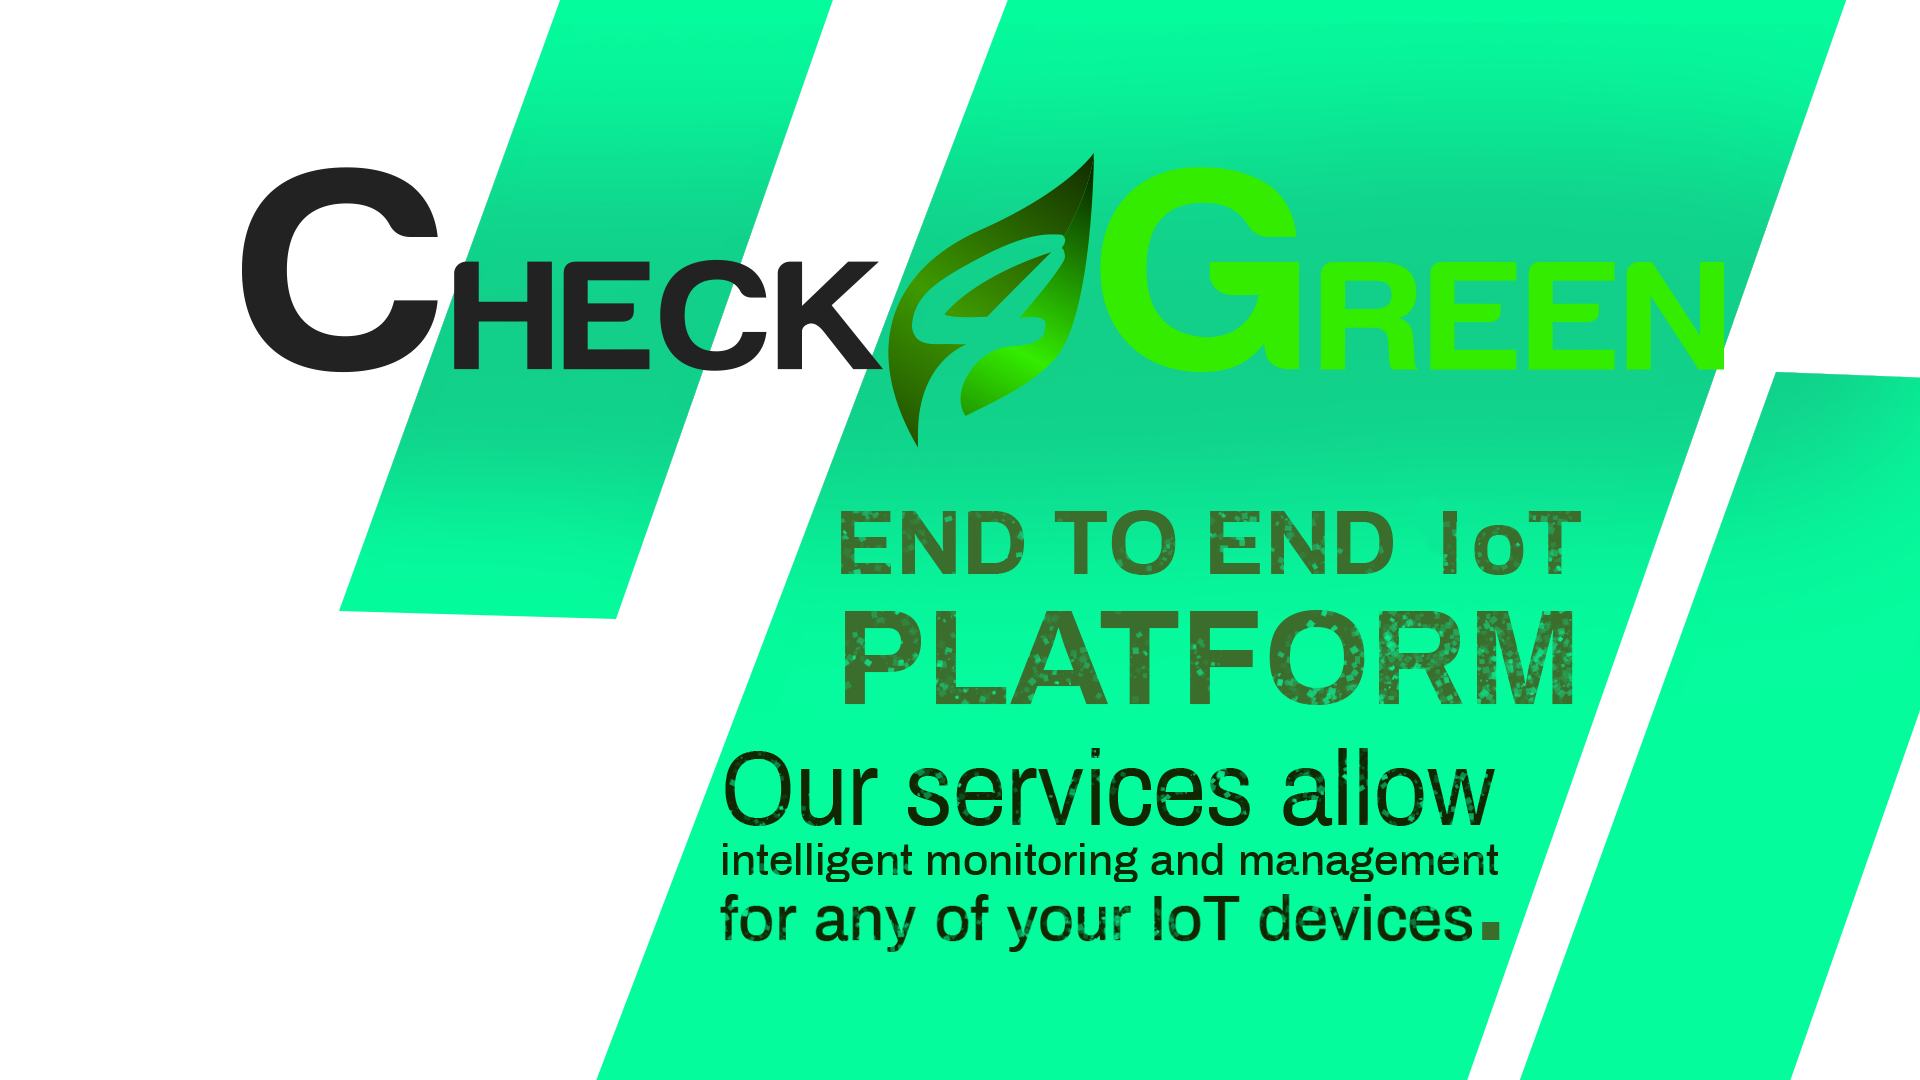 Check4Green
END TO END IoT
PLATFORM
Our services allow
intelligent monitoring and management
for any of your IoT devices.